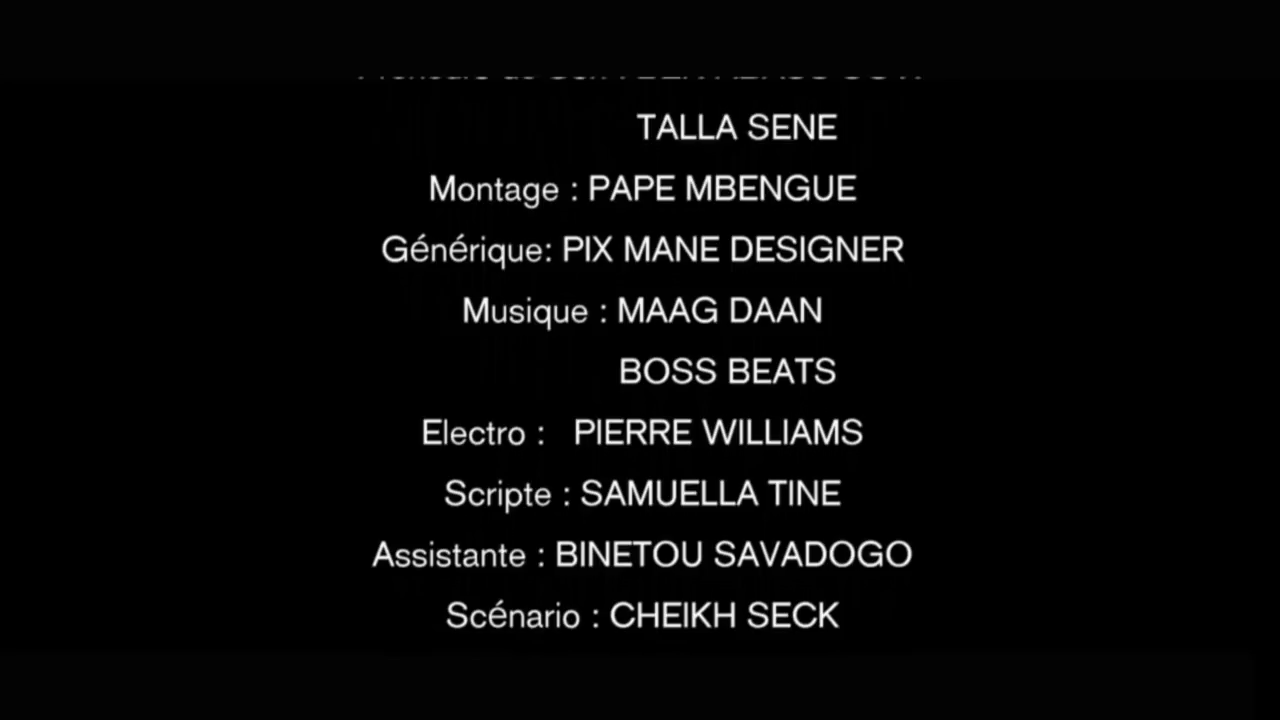 TALLA SENE
Montage : PAPE MBENGUE
Générique: PIX MANE DESIGNER
Musique : MAAG DAAN
BOSS BEATS
Electro : PIERRE WILLIAMS
Scripte : SAMUELLA TINE
Assistante : BINETOU SAVADOGO
Scénario : CHEIKH SECK